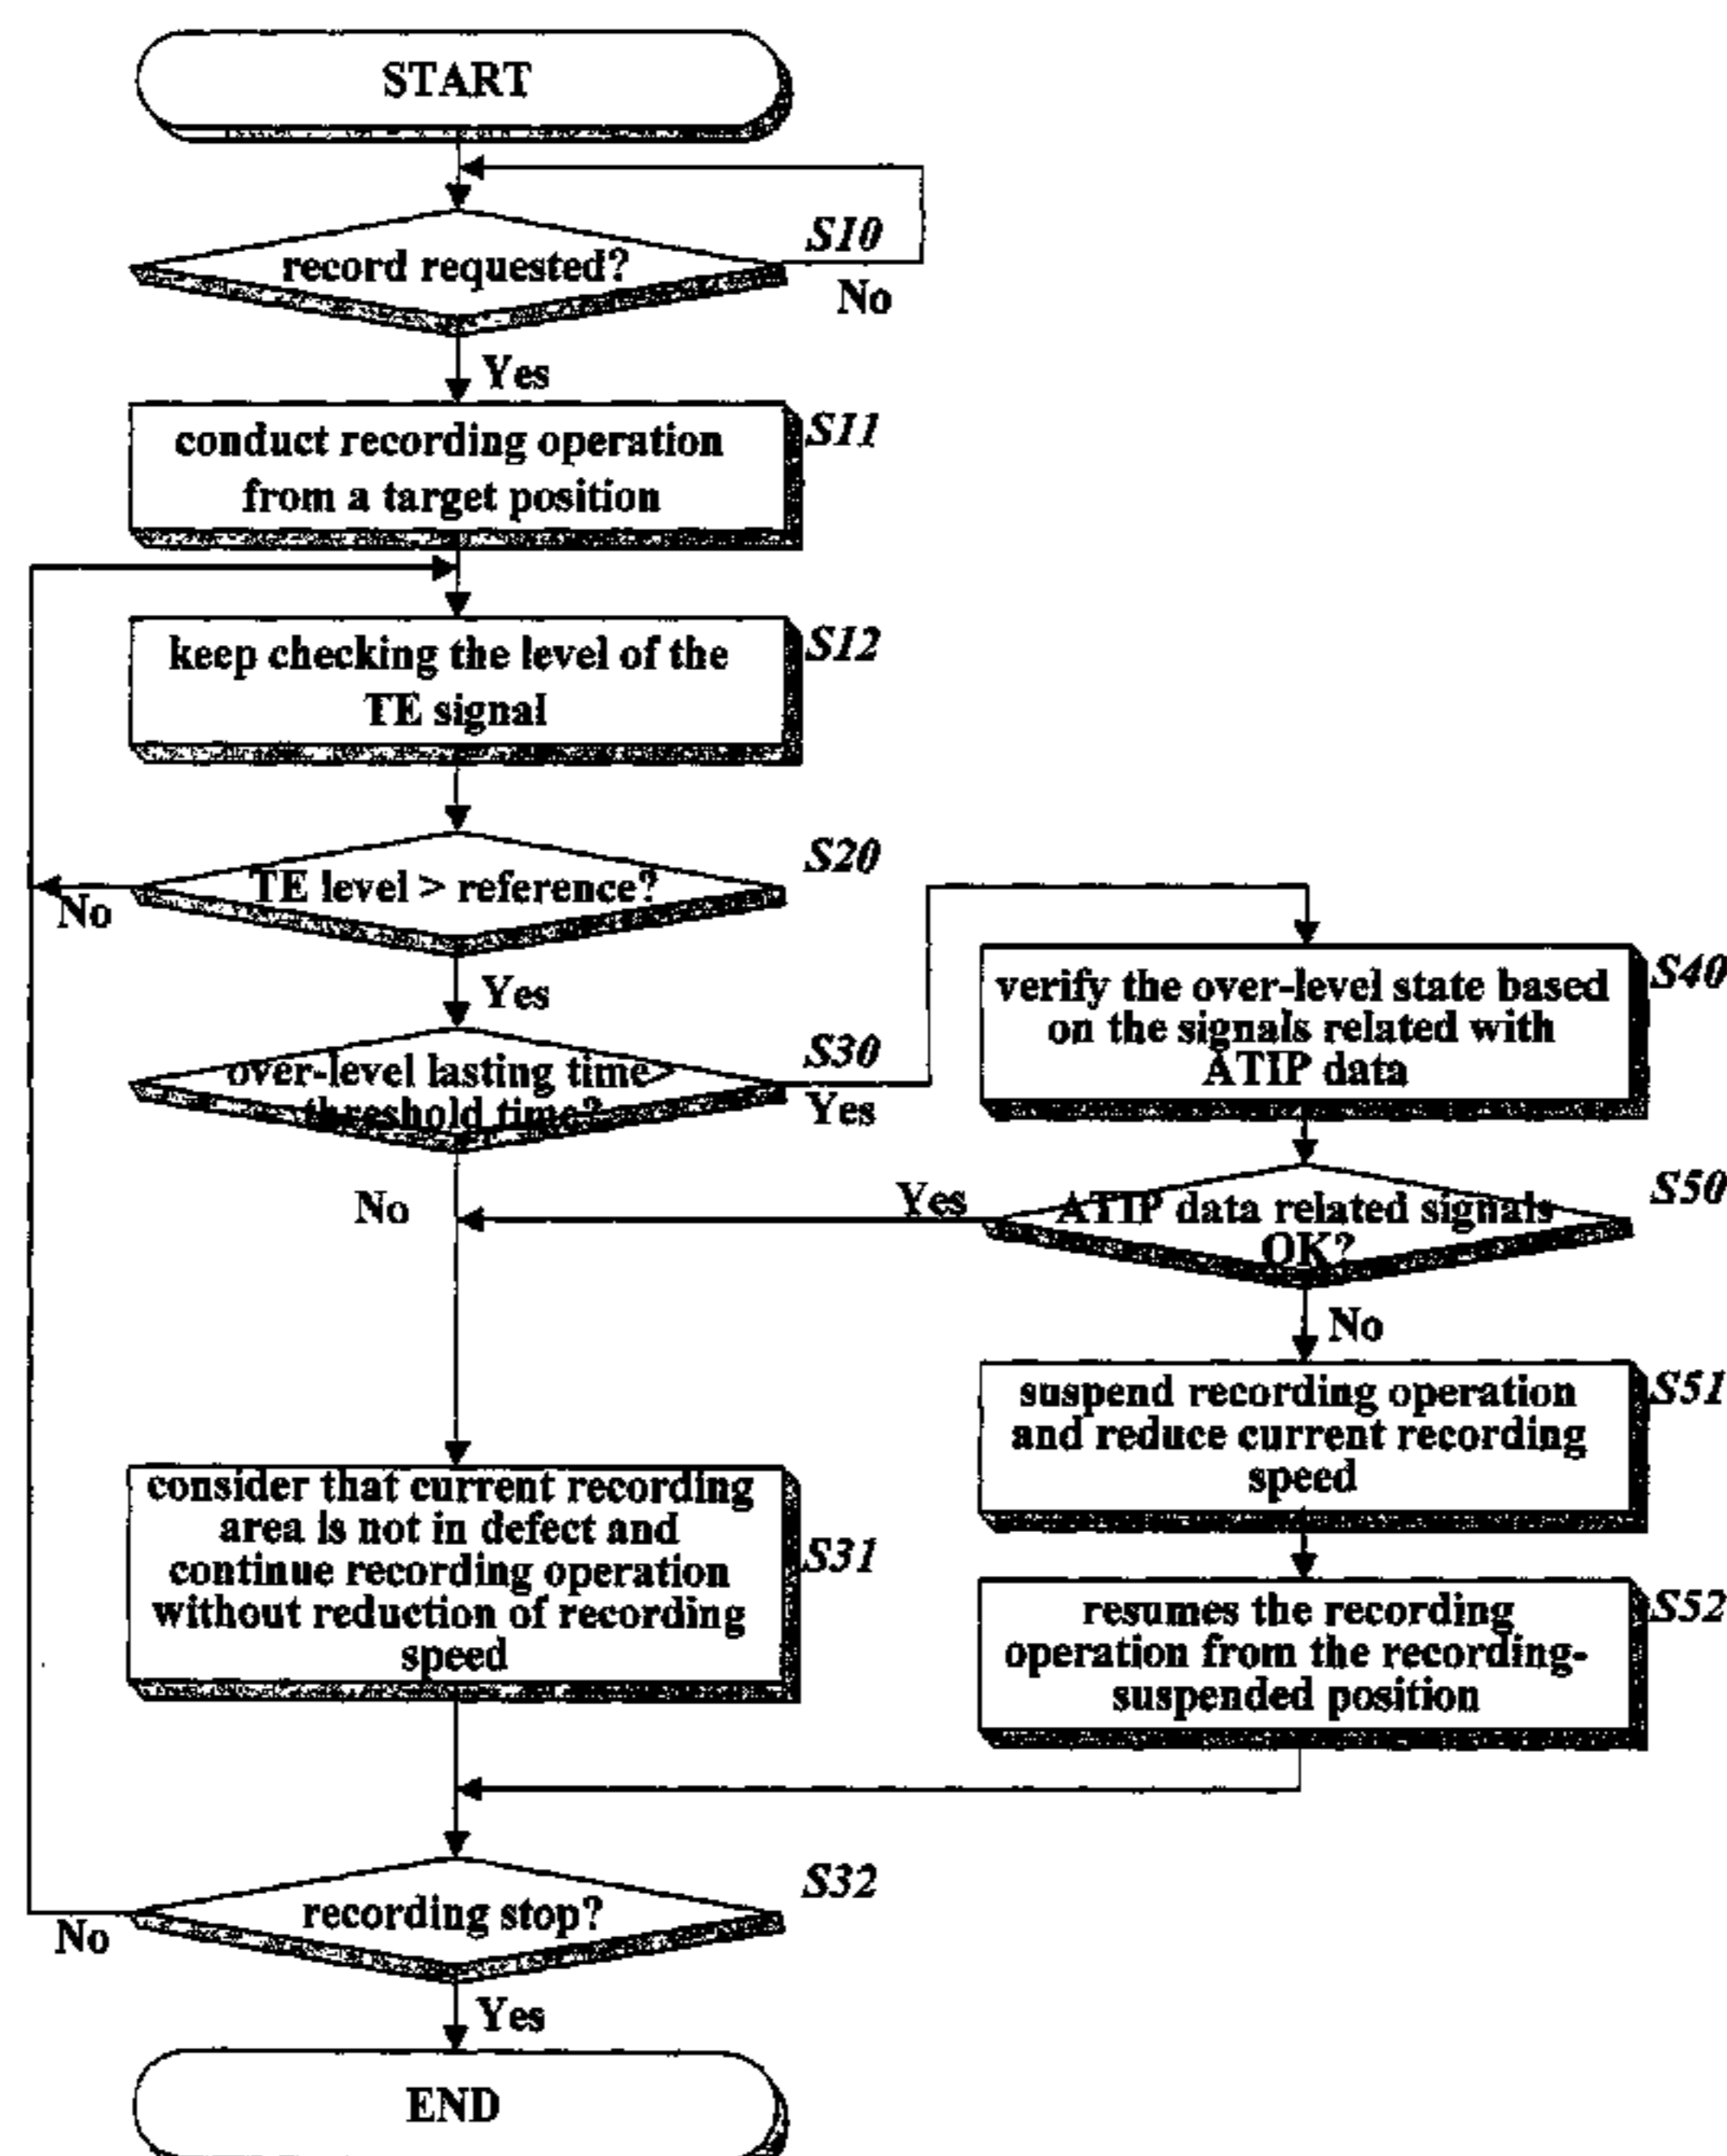 START
record requested?
S10
No
Yes
conduct recording operation
from a target position
S11
keep checking the level of the
TE signal
S12
TE level > reference?
S20
No
Yes
over-level lasting time>
threshold time?
S30
Yes
No
verify the over-level state based
on the signals related with
ATIP data
S40
ATIP data related signals
OK?
S50
Yes
No
suspend recording operation
and reduce current recording
speed
S51
consider that current recording
area is not in defect and
continue recording operation
without reduction of recording
speed
S31
resumes the recording
operation from the recording-
suspended position
S52
recording stop?
S32
No
Yes
END